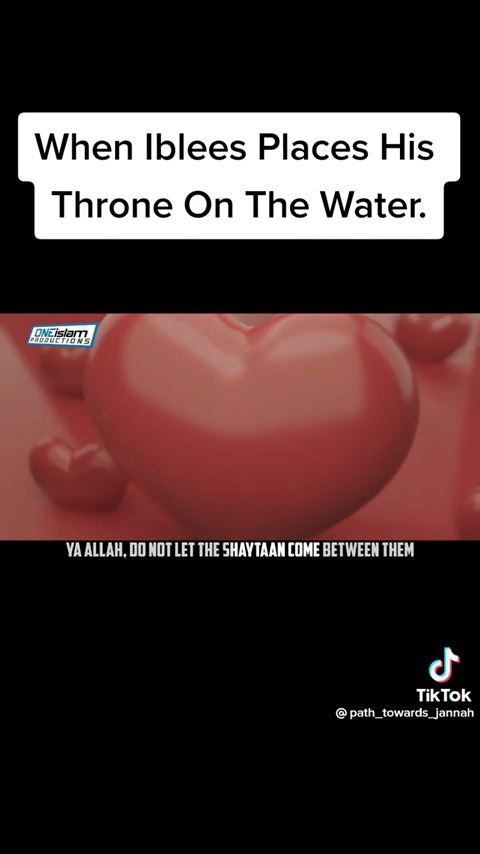 When Iblees Places His
Throne On The Water.
ONEislam
PRODUCTIONS
YA ALLAH, DO NOT LET THE SHAYTAAN COME BETWEEN THEM
TikTok
@path_towards_jannah